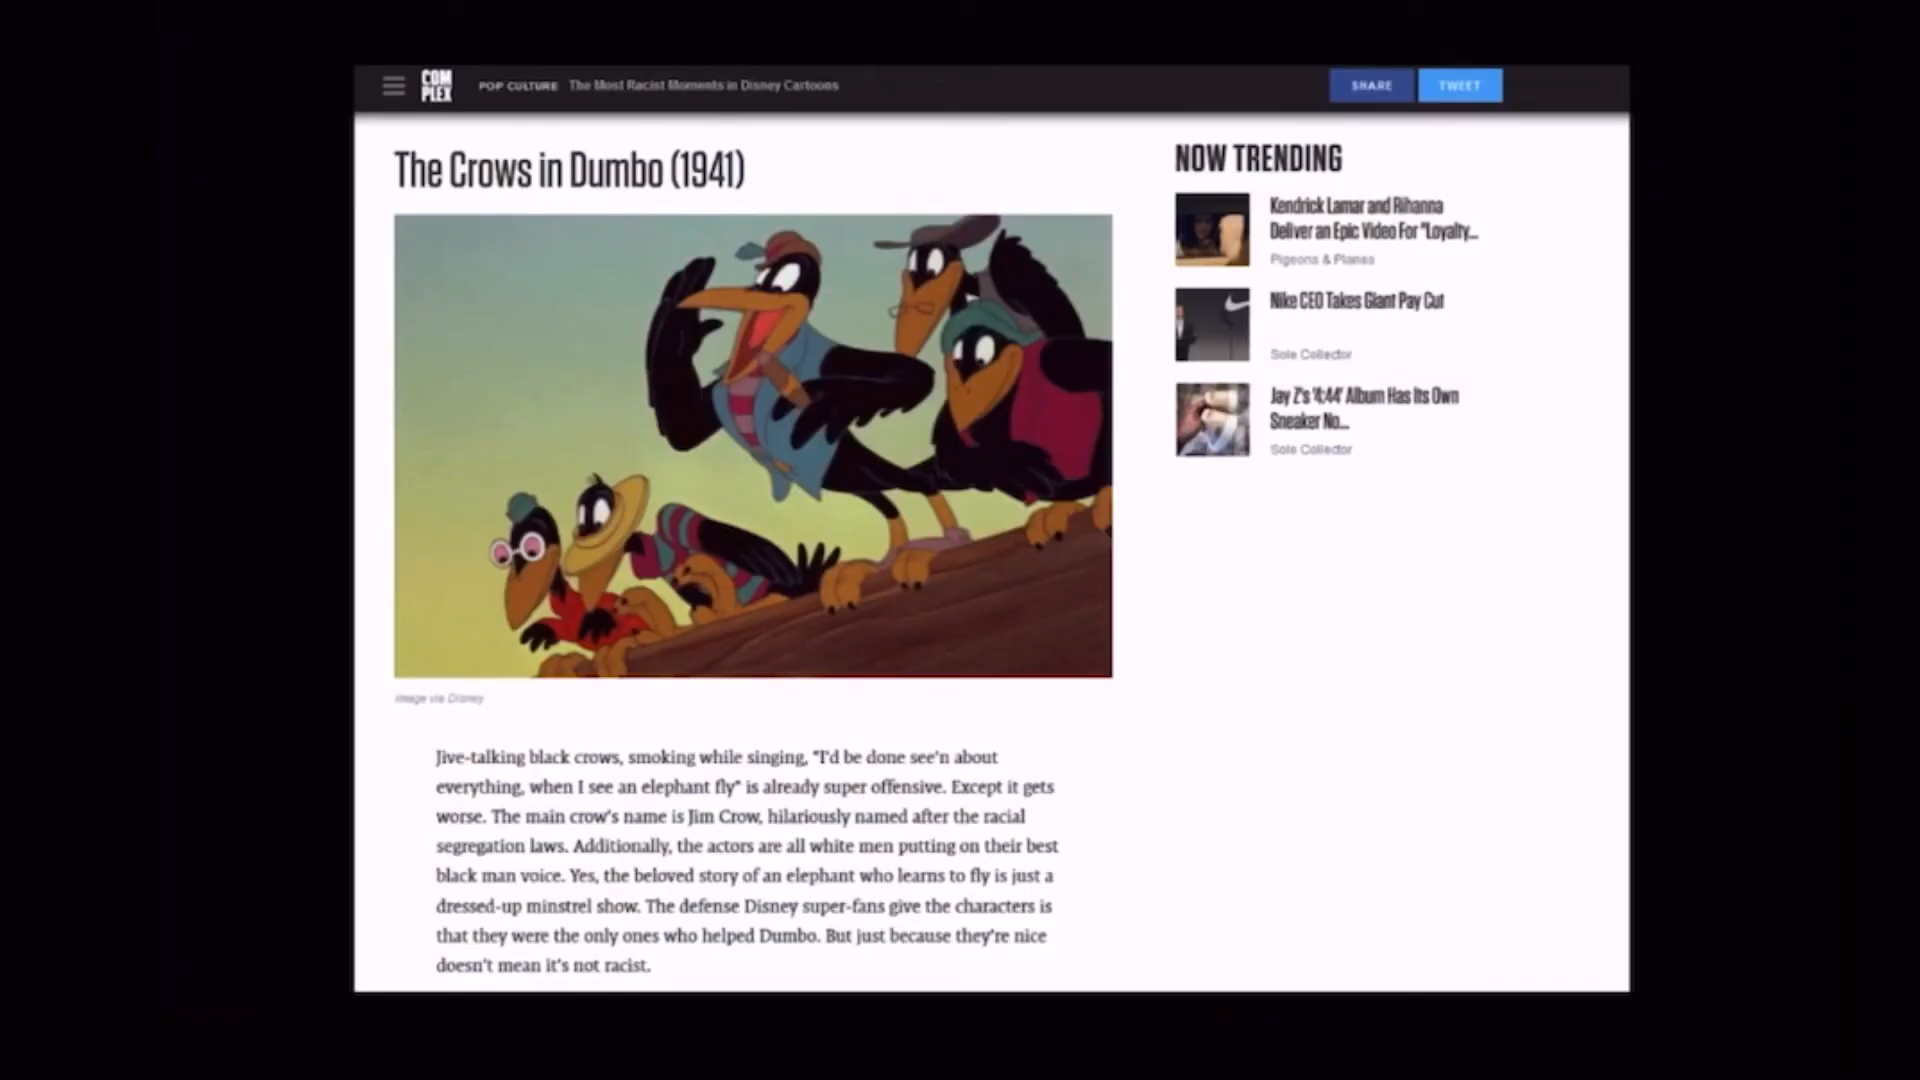 COM
PLEX
POP CULTURE The Most Racist Moments in Disney Cartoons
SHARE
TWEET
The Crows in Dumbo (1941)
Image via Disney
Jive-talking black crows, smoking while singing, "I'd be done see'n about
everything, when I see an elephant fly" is already super offensive. Except it gets
worse. The main crow's name is Jim Crow, hilariously named after the racial
segregation laws. Additionally, the actors are all white men putting on their best
black man voice. Yes, the beloved story of an elephant who learns to fly is just a
dressed-up minstrel show. The defense Disney super-fans give the characters is
that they were the only ones who helped Dumbo. But just because they're nice
doesn't mean it's not racist.
NOW TRENDING
Kendrick Lamar and Rihanna
Deliver an Epic Video For "Loyalty...
Pigeons & Planes
Nike CEO Takes Giant Pay Cut
Sole Collector
Jay Z's '4:44' Album Has Its Own
Sneaker No...
Sole Collector